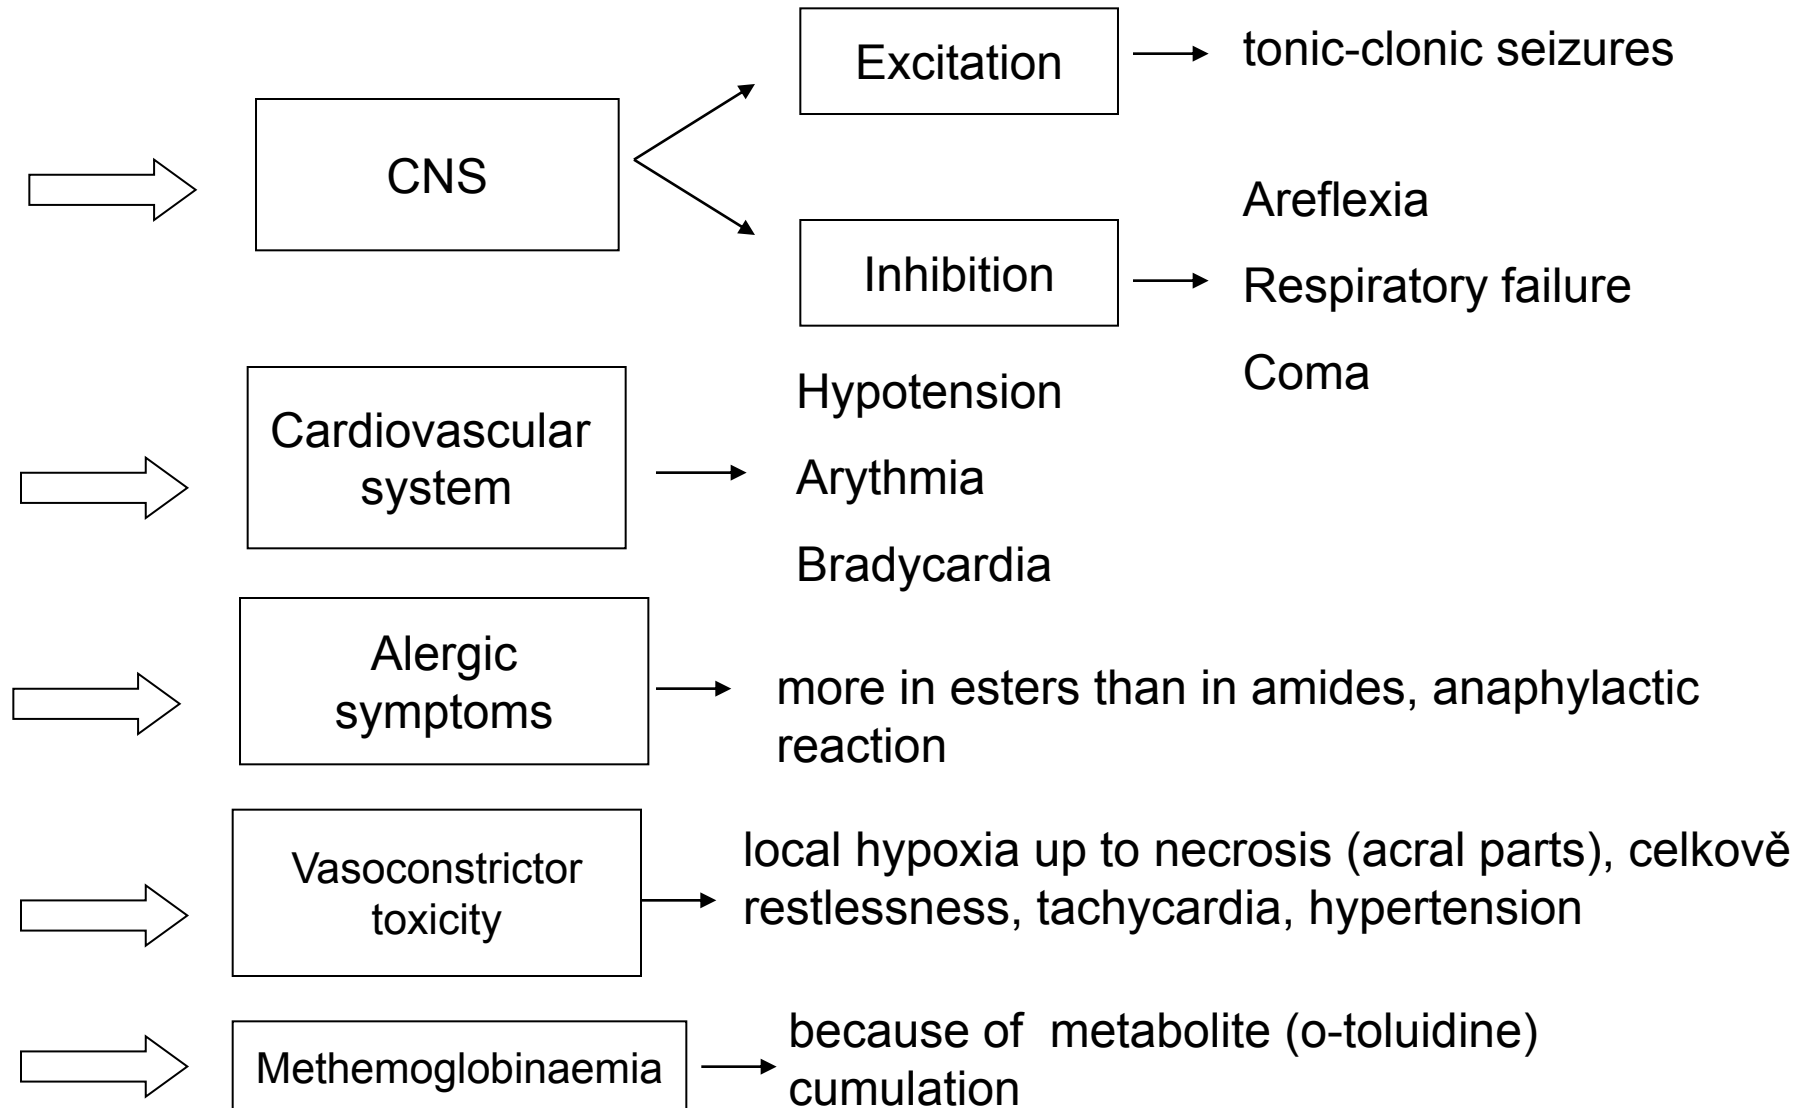 Excitation
tonic-clonic seizures
CNS
Inhibition
Areflexia
Respiratory failure
Coma
Cardiovascular
system
Hypotension
Arythmia
Bradycardia
Alergic
symptoms
more in esters than in amides, anaphylactic
reaction
Vasoconstrictor
toxicity
local hypoxia up to necrosis (acral parts), celkově
restlessness, tachycardia, hypertension
Methemoglobinaemia
because of metabolite (o-toluidine)
cumulation